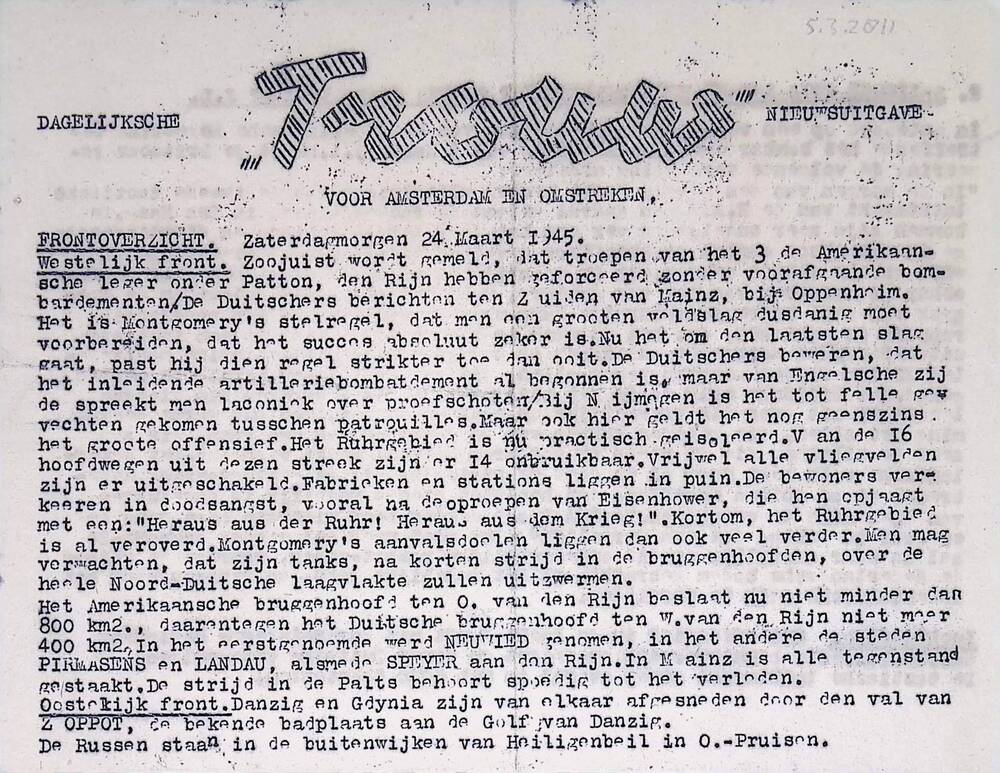 5.3.2011
DAGELIJKSCHE „Trouw” NIEUWSUITGAVE
VOOR AMSTERDAM EN OMSTREKEN.
FRONTOVERZICHT. Zaterdagmorgen 24 Maart 1945.
Westelijk front. Zoojuist wordt gemeld, dat troepen van het 3 de Amerikaan-
sche leger onder Patton, den Rijn hebben geforceerd zonder voorafgaande bom-
bardementen/De Duitschers berichten ten Z uiden van Mainz, bij Oppenheim.
Het is Montgomery's stelregel, dat men een grooten veldslag dusdanig moet
voorbereiden, dat het succes absoluut zeker is.Nu het om den laatsten slag
gaat, past hij dien regel strikter toe dan ooit.De Duitschers beweren, dat
het inleidende artilleriebombatdement al begonnen is, maar van Engelsche zij
de spreekt men laconiek over proefschoten/Bij N ijmegen is het tot felle ge
vechten gekomen tusschen patrouilles.Maar ook hier geldt het nog geenszins
het groote offensief.Het Ruhrgebied is nu practisch geisoleerd.V an de 16
hoofdwegen uit dezen streek zijn er I4 onbruikbaar.Vrijwel alle vliegvelden
zijn er uitgeschakeld.Fabrieken en stations liggen in puin.De bewoners ver-
keeren in doodsangst, vooral na deoproepen van Eisenhower, die hen opjaagt
met een:"Heraus aus der Ruhr! Heraus aus dem Krieg!".Kortom, het Ruhrgebied
is al veroverd.Montgomery's aanvalsdoelen liggen dan ook veel verder.Men mag
verwachten, dat zijn tanks, na korten strijd in de bruggenhoofden, over de
heele Noord-Duitsche laagvlakte zullen uitzwermen.
Het Amerikaansche bruggenhoofd ten O. van den Rijn beslaat nu niet minder dan
800 km2., daarentegen het Duitsche bruggenhoofd ten W.van den Rijn niet meer
400 km2.In het eerstgenoemde werd NEUWIED genomen, in het andere de steden
PIRMASENS en LANDAU, alsmede SPEYER aan den Rijn.In M ainz is alle tegenstand
gestaakt.De strijd in de Palts behoort spoedig tot het verleden.
Oostelijk front.Danzig en Gdynia zijn van elkaar afgesneden door den val van
Z OPPOT, de bekende badplaats aan de Golf van Danzig.
De Russen staan in de buitenwijken van Heiligenbeil in O.-Pruisen.